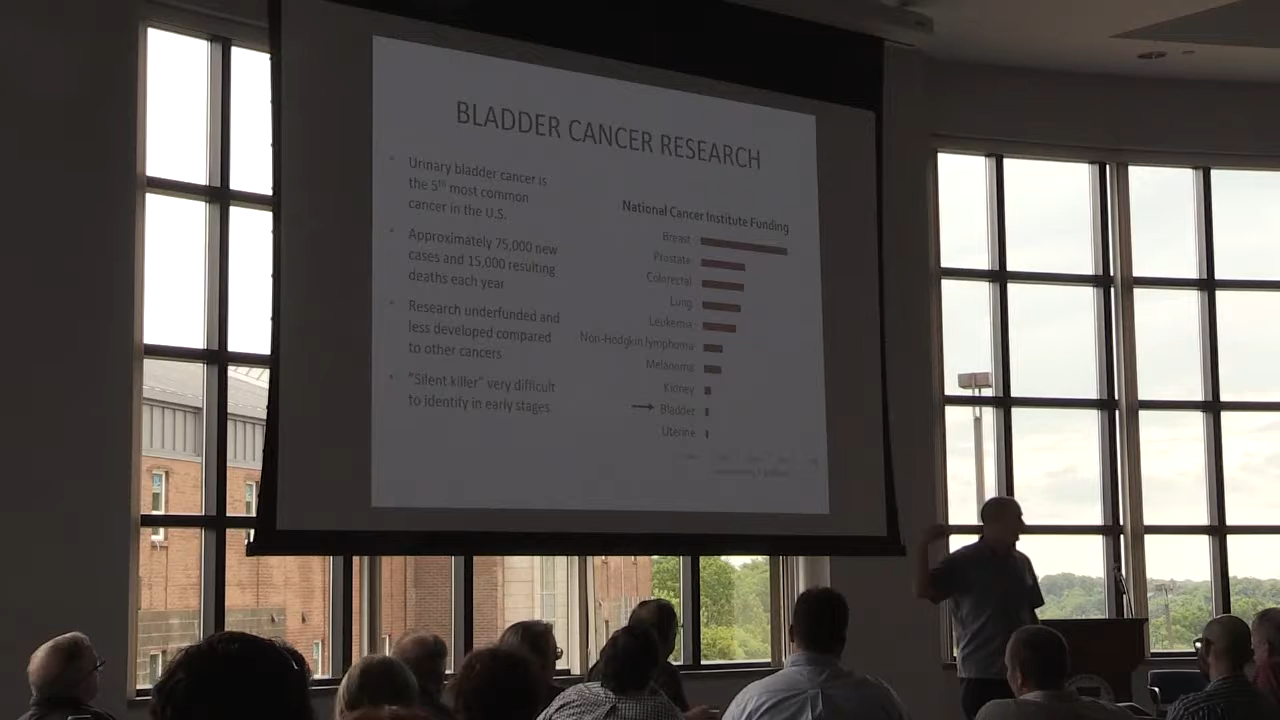 BLADDER CANCER RESEARCH
Urinary bladder cancer is
the 5th most common
cancer in the U.S.
Approximately 75,000 new
cases and 15,000 resulting
deaths each year
Research underfunded and
less developed compared
to other cancers
"Silent killer" very difficult
to identify in early stages
National Cancer Institute Funding
Breast
Prostate
Colorectal
Lung
Leukemia
Non-Hodgkin lymphoma
Melanoma
Kidney
Bladder
Uterine